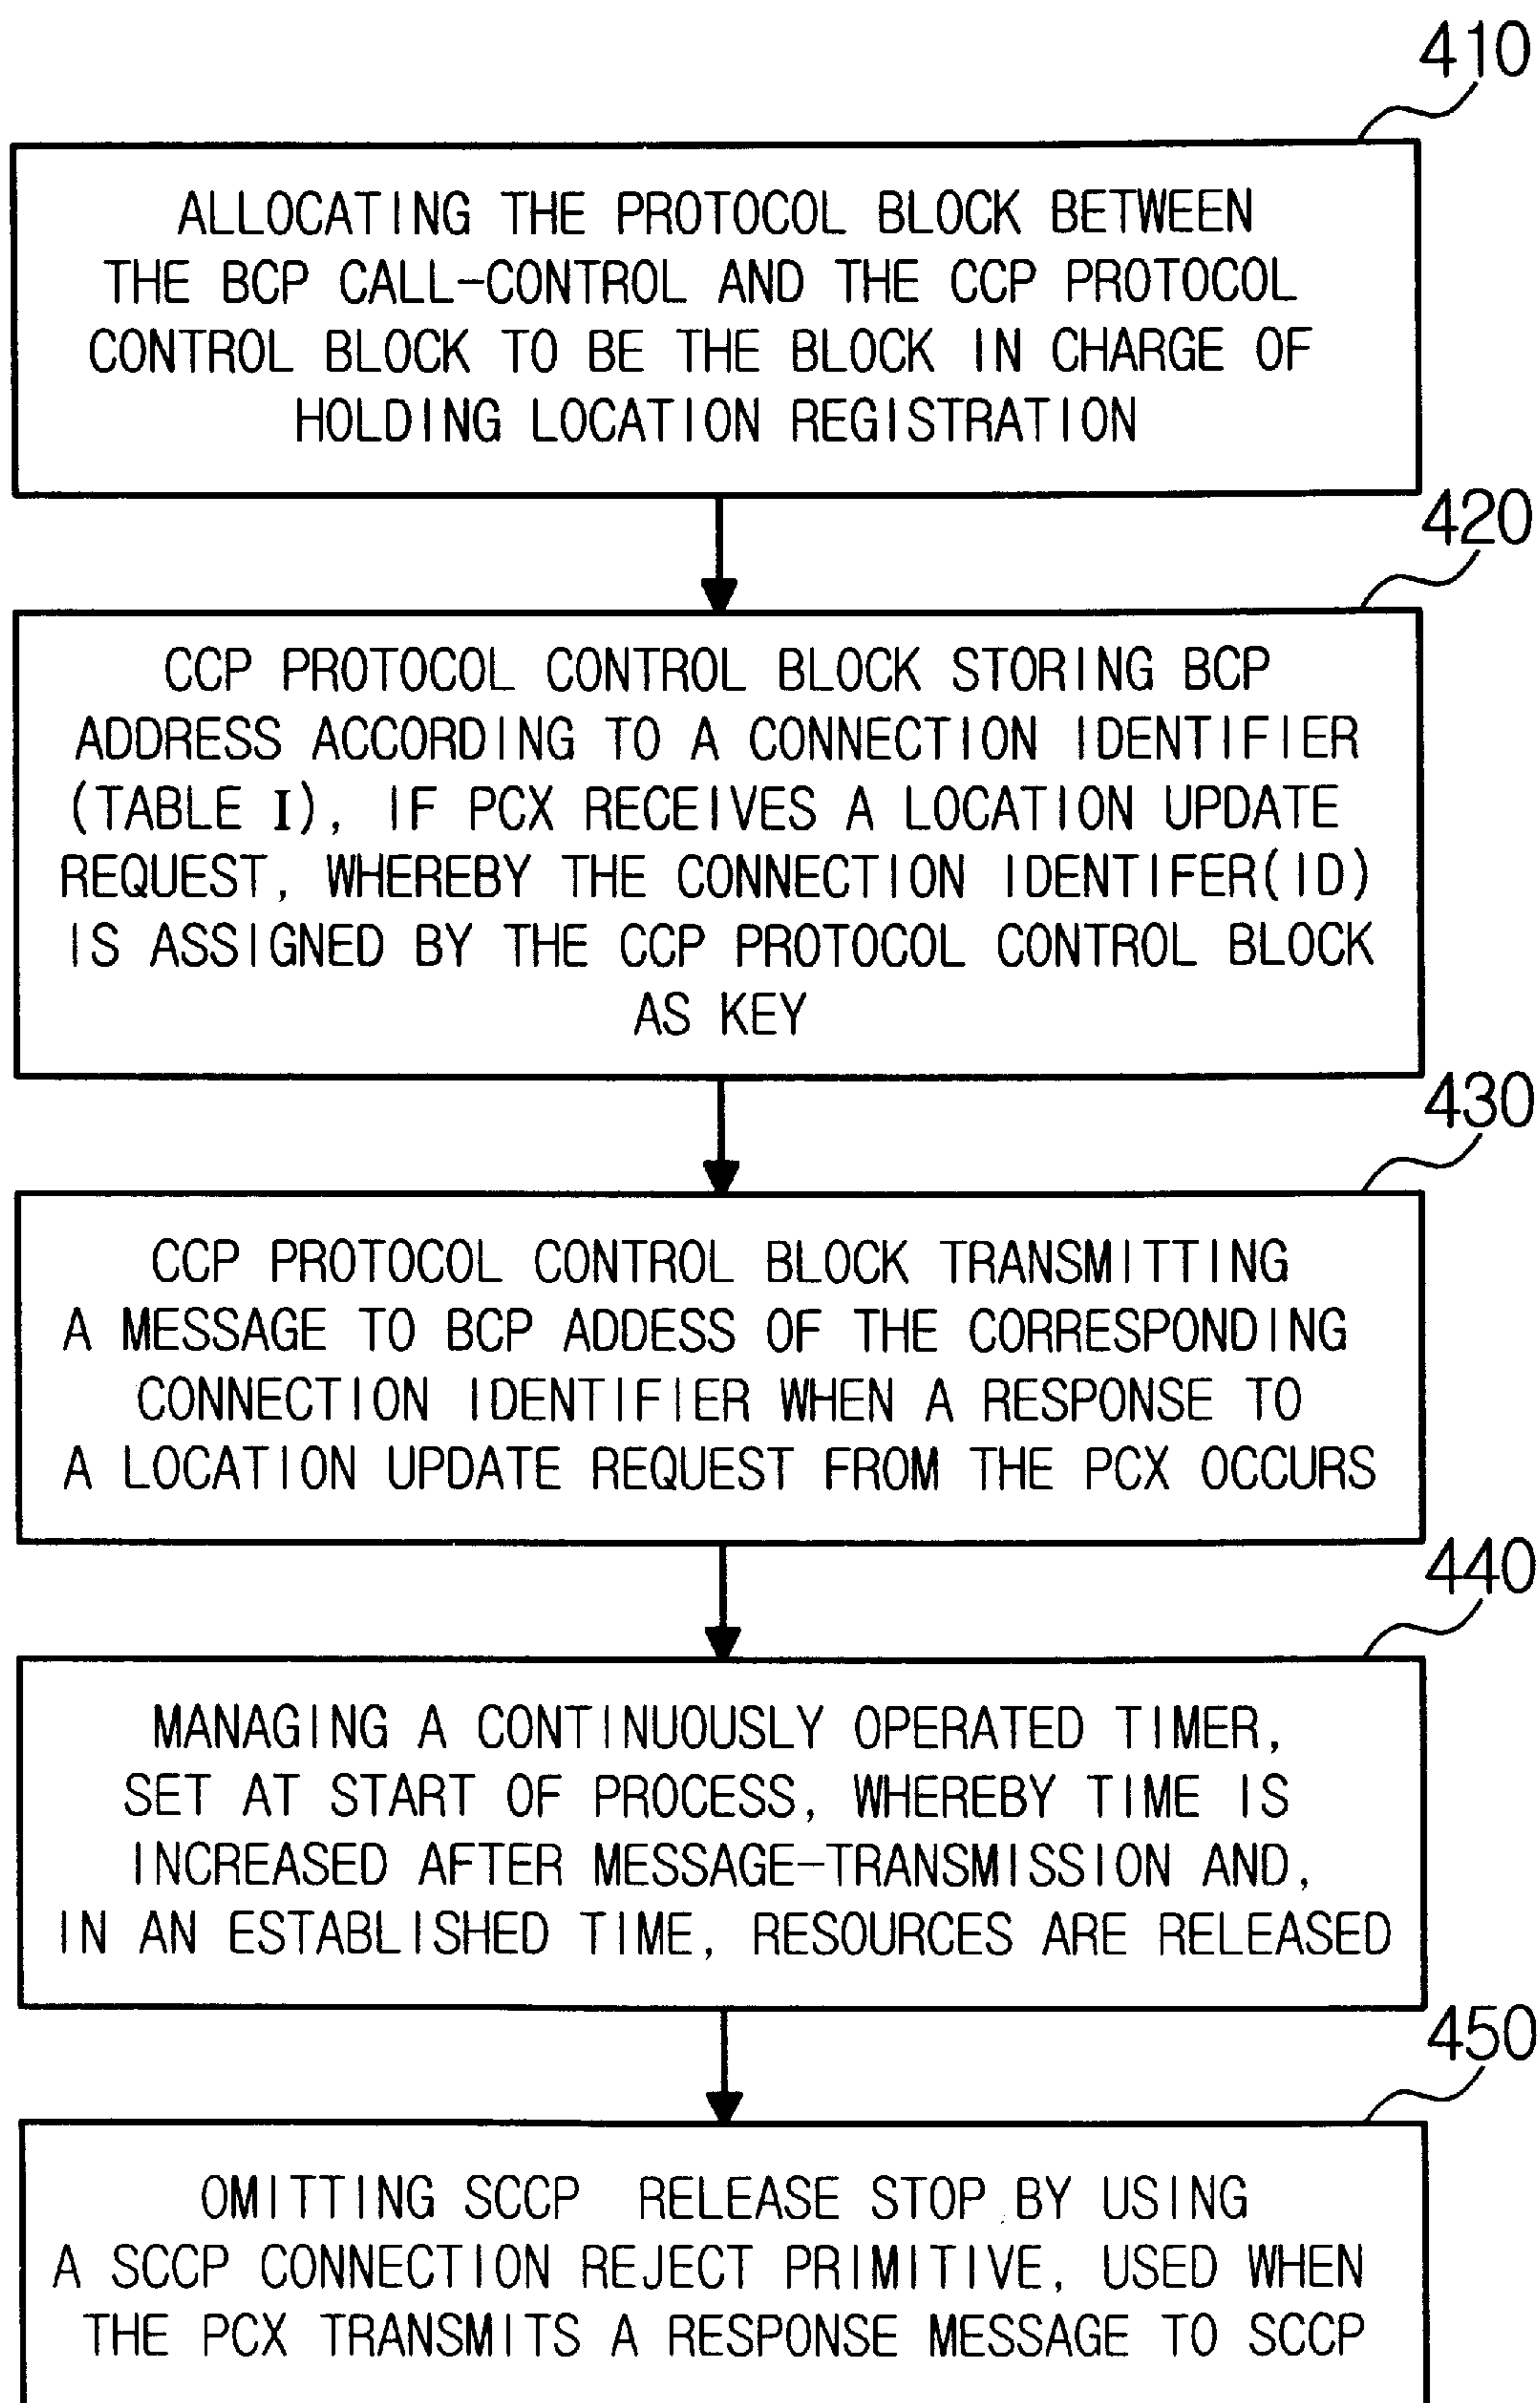 410
ALLOCATING THE PROTOCOL BLOCK BETWEEN
THE BCP CALL-CONTROL AND THE CCP PROTOCOL
CONTROL BLOCK TO BE THE BLOCK IN CHARGE OF
HOLDING LOCATION REGISTRATION
420
CCP PROTOCOL CONTROL BLOCK STORING BCP
ADDRESS ACCORDING TO A CONNECTION IDENTIFIER
(TABLE I), IF PCX RECEIVES A LOCATION UPDATE
REQUEST, WHEREBY THE CONNECTION IDENTIFER(ID)
IS ASSIGNED BY THE CCP PROTOCOL CONTROL BLOCK
AS KEY
430
CCP PROTOCOL CONTROL BLOCK TRANSMITTING
A MESSAGE TO BCP ADDESS OF THE CORRESPONDING
CONNECTION IDENTIFIER WHEN A RESPONSE TO
A LOCATION UPDATE REQUEST FROM THE PCX OCCURS
440
MANAGING A CONTINUOUSLY OPERATED TIMER,
SET AT START OF PROCESS, WHEREBY TIME IS
INCREASED AFTER MESSAGE-TRANSMISSION AND,
IN AN ESTABLISHED TIME, RESOURCES ARE RELEASED
450
OMITTING SCCP RELEASE STOP BY USING
A SCCP CONNECTION REJECT PRIMITIVE, USED WHEN
THE PCX TRANSMITS A RESPONSE MESSAGE TO SCCP